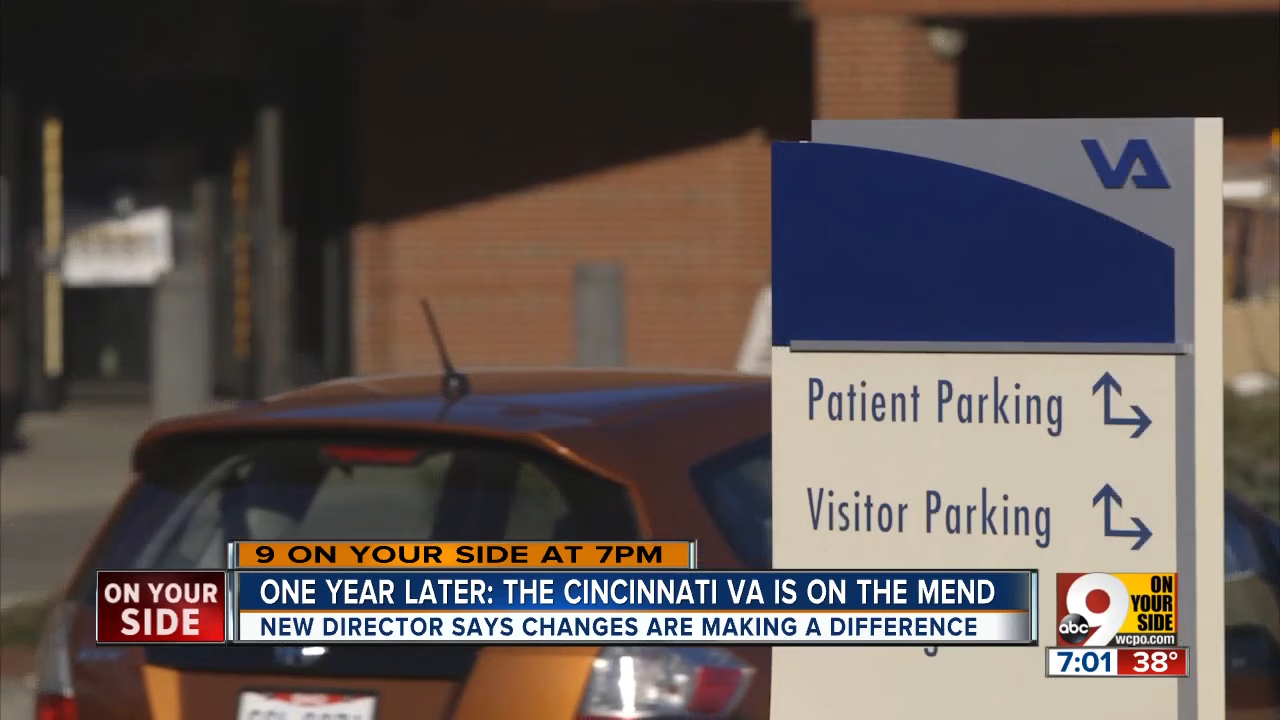 VA
Patient Parking
Visitor Parking
9 ON YOUR SIDE AT 7PM
ON YOUR SIDE
ONE YEAR LATER: THE CINCINNATI VA IS ON THE MEND
NEW DIRECTOR SAYS CHANGES ARE MAKING A DIFFERENCE
abc 9 ON YOUR SIDE
wcpo.com
7:01 38°